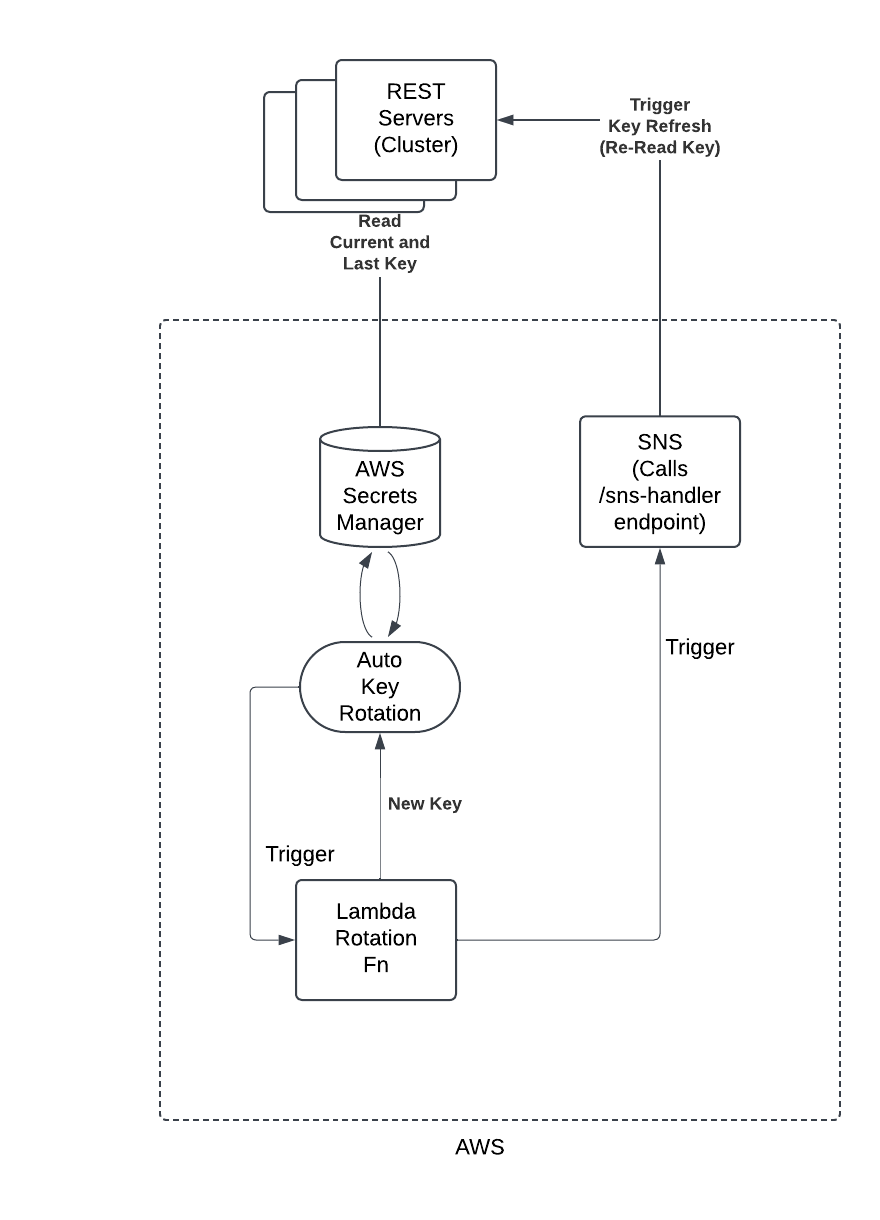 REST
Servers
(Cluster)
Trigger
Key Refresh
(Re-Read Key)
Read
Current and
Last Key
AWS
Secrets
Manager
SNS
(Calls
/sns-handler
endpoint)
Trigger
Auto
Key
Rotation
New Key
Trigger
Lambda
Rotation
Fn
AWS